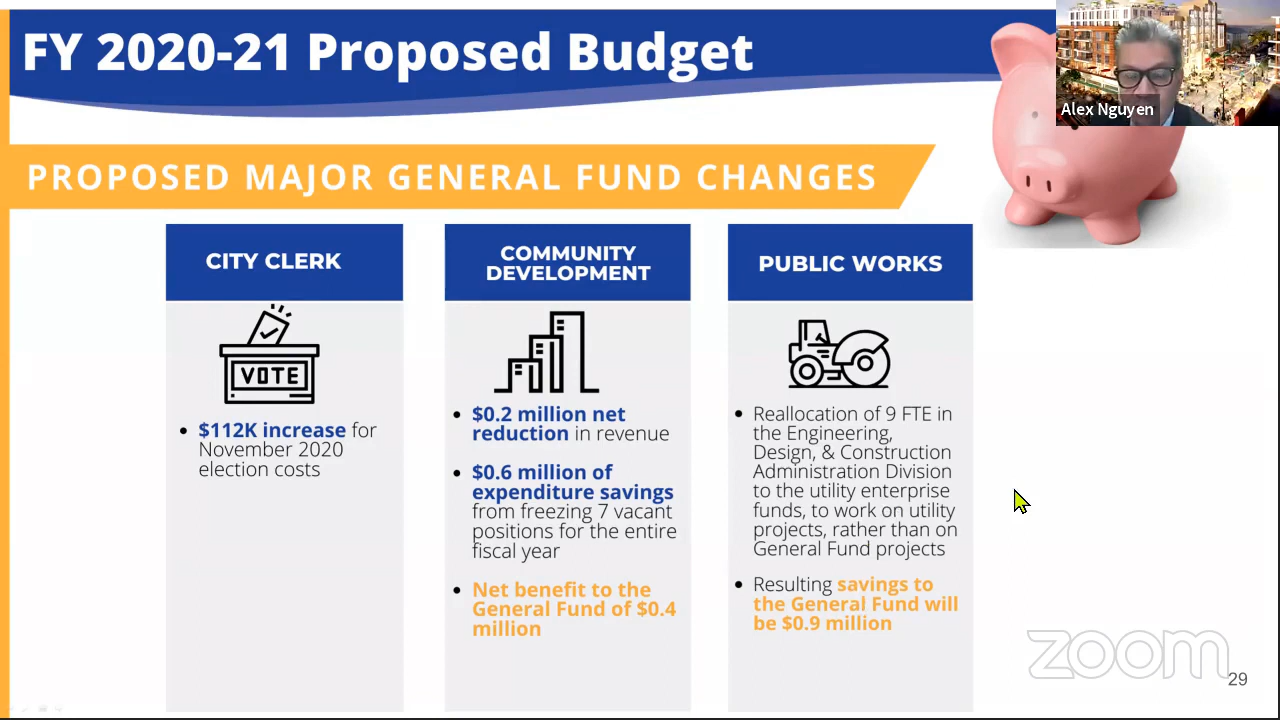 FY 2020-21 Proposed Budget
Alex Nguyen
PROPOSED MAJOR GENERAL FUND CHANGES
CITY CLERK
VOTE
• $112K increase for
November 2020
election costs
COMMUNITY
DEVELOPMENT
• $0.2 million net
reduction in revenue
• $0.6 million of
expenditure savings
from freezing 7 vacant
positions for the entire
fiscal year
• Net benefit to the
General Fund of $0.4
million
PUBLIC WORKS
• Reallocation of 9 FTE in
the Engineering,
Design, & Construction
Administration Division
to the utility enterprise
funds, to work on utility
projects, rather than on
General Fund projects
• Resulting savings to
the General Fund will
be $0.9 million
zoom
29